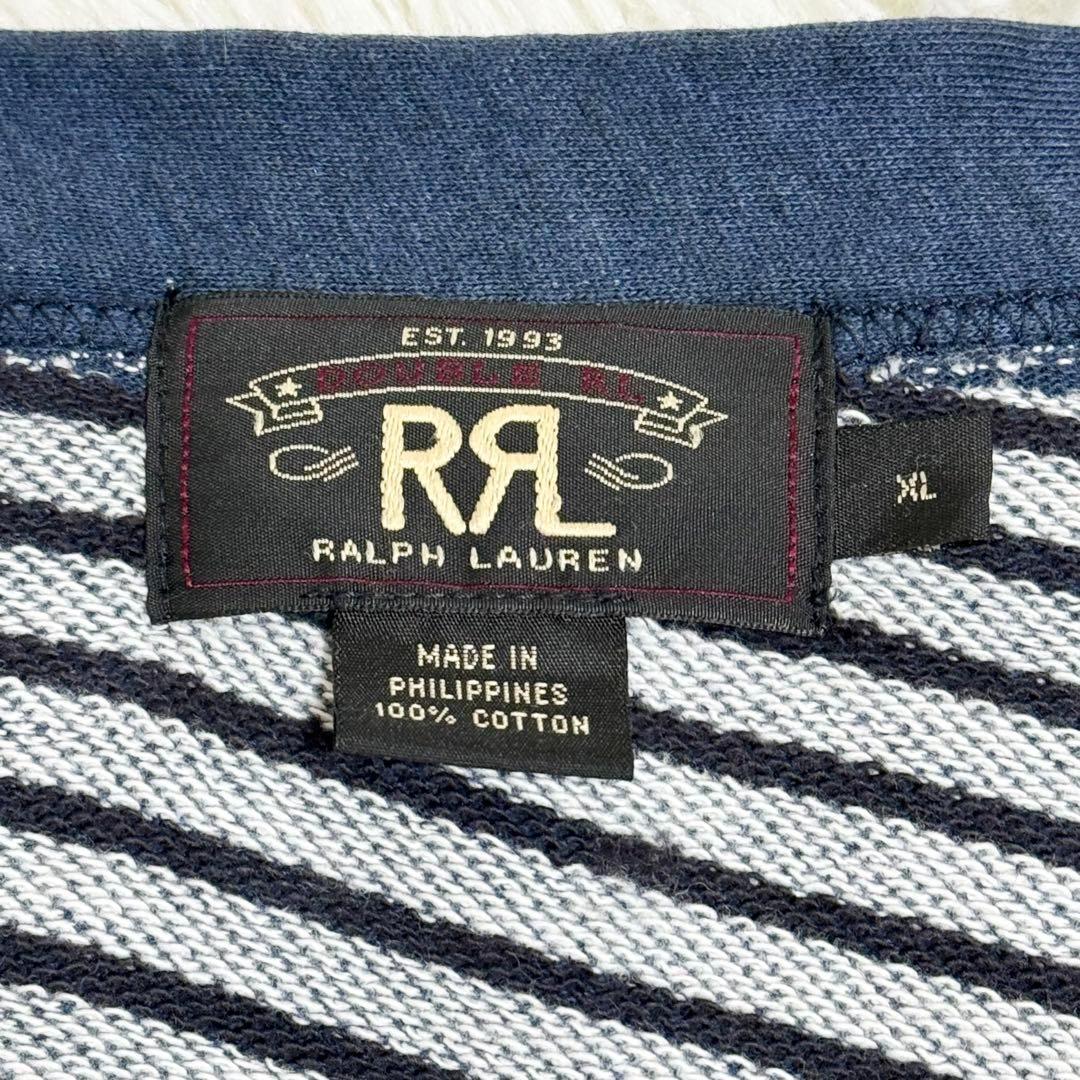 EST. 1993
DOUBLE RL
RRL
RALPH LAUREN
XL
MADE IN
PHILIPPINES
100% COTTON